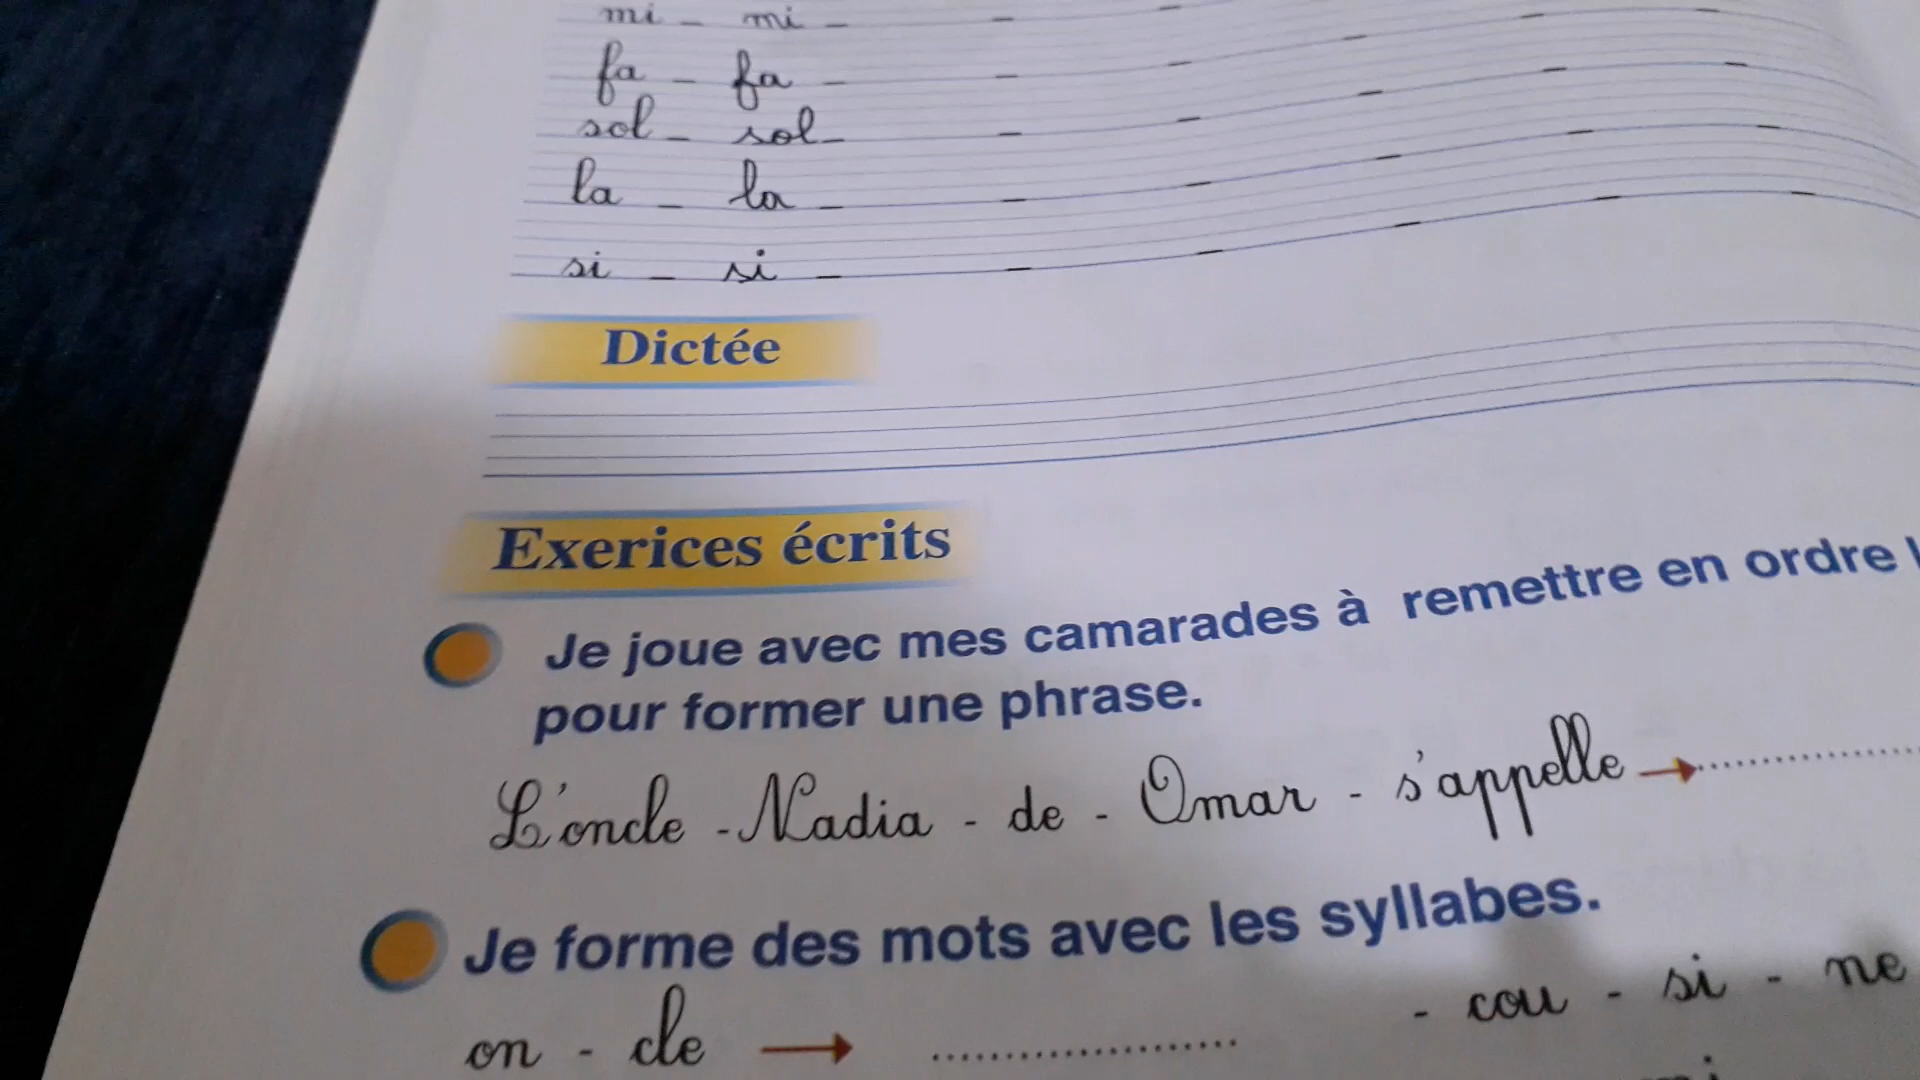 mi - mi -
fa - fa -
sol - sol -
la - la -
si - si -
Dictée
Exerices écrits
Je joue avec mes camarades à remettre en ordre
pour former une phrase.
L'oncle - Nadia - de - Omar - s'appelle →..........
Je forme des mots avec les syllabes.
on - cle → .................... - cou - si - ne